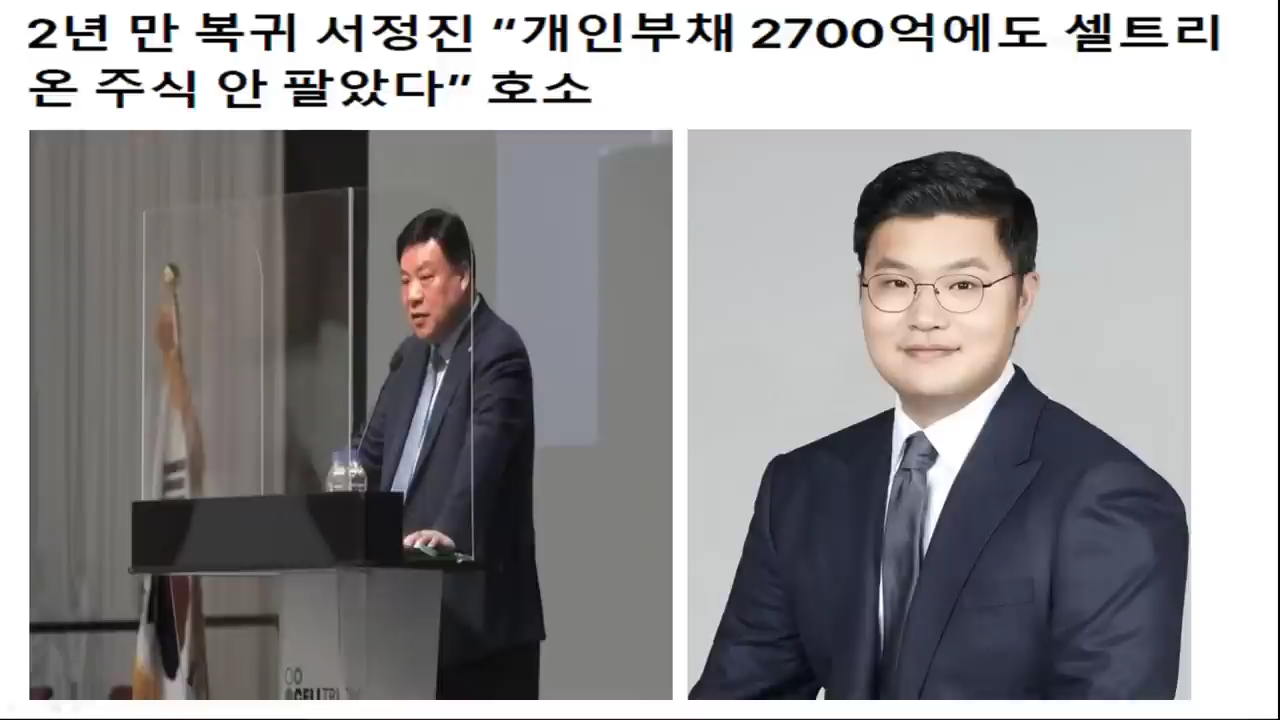 2년 만 복귀 서정진 “개인부채 2700억에도 셀트리
온 주식 안 팔았다” 호소